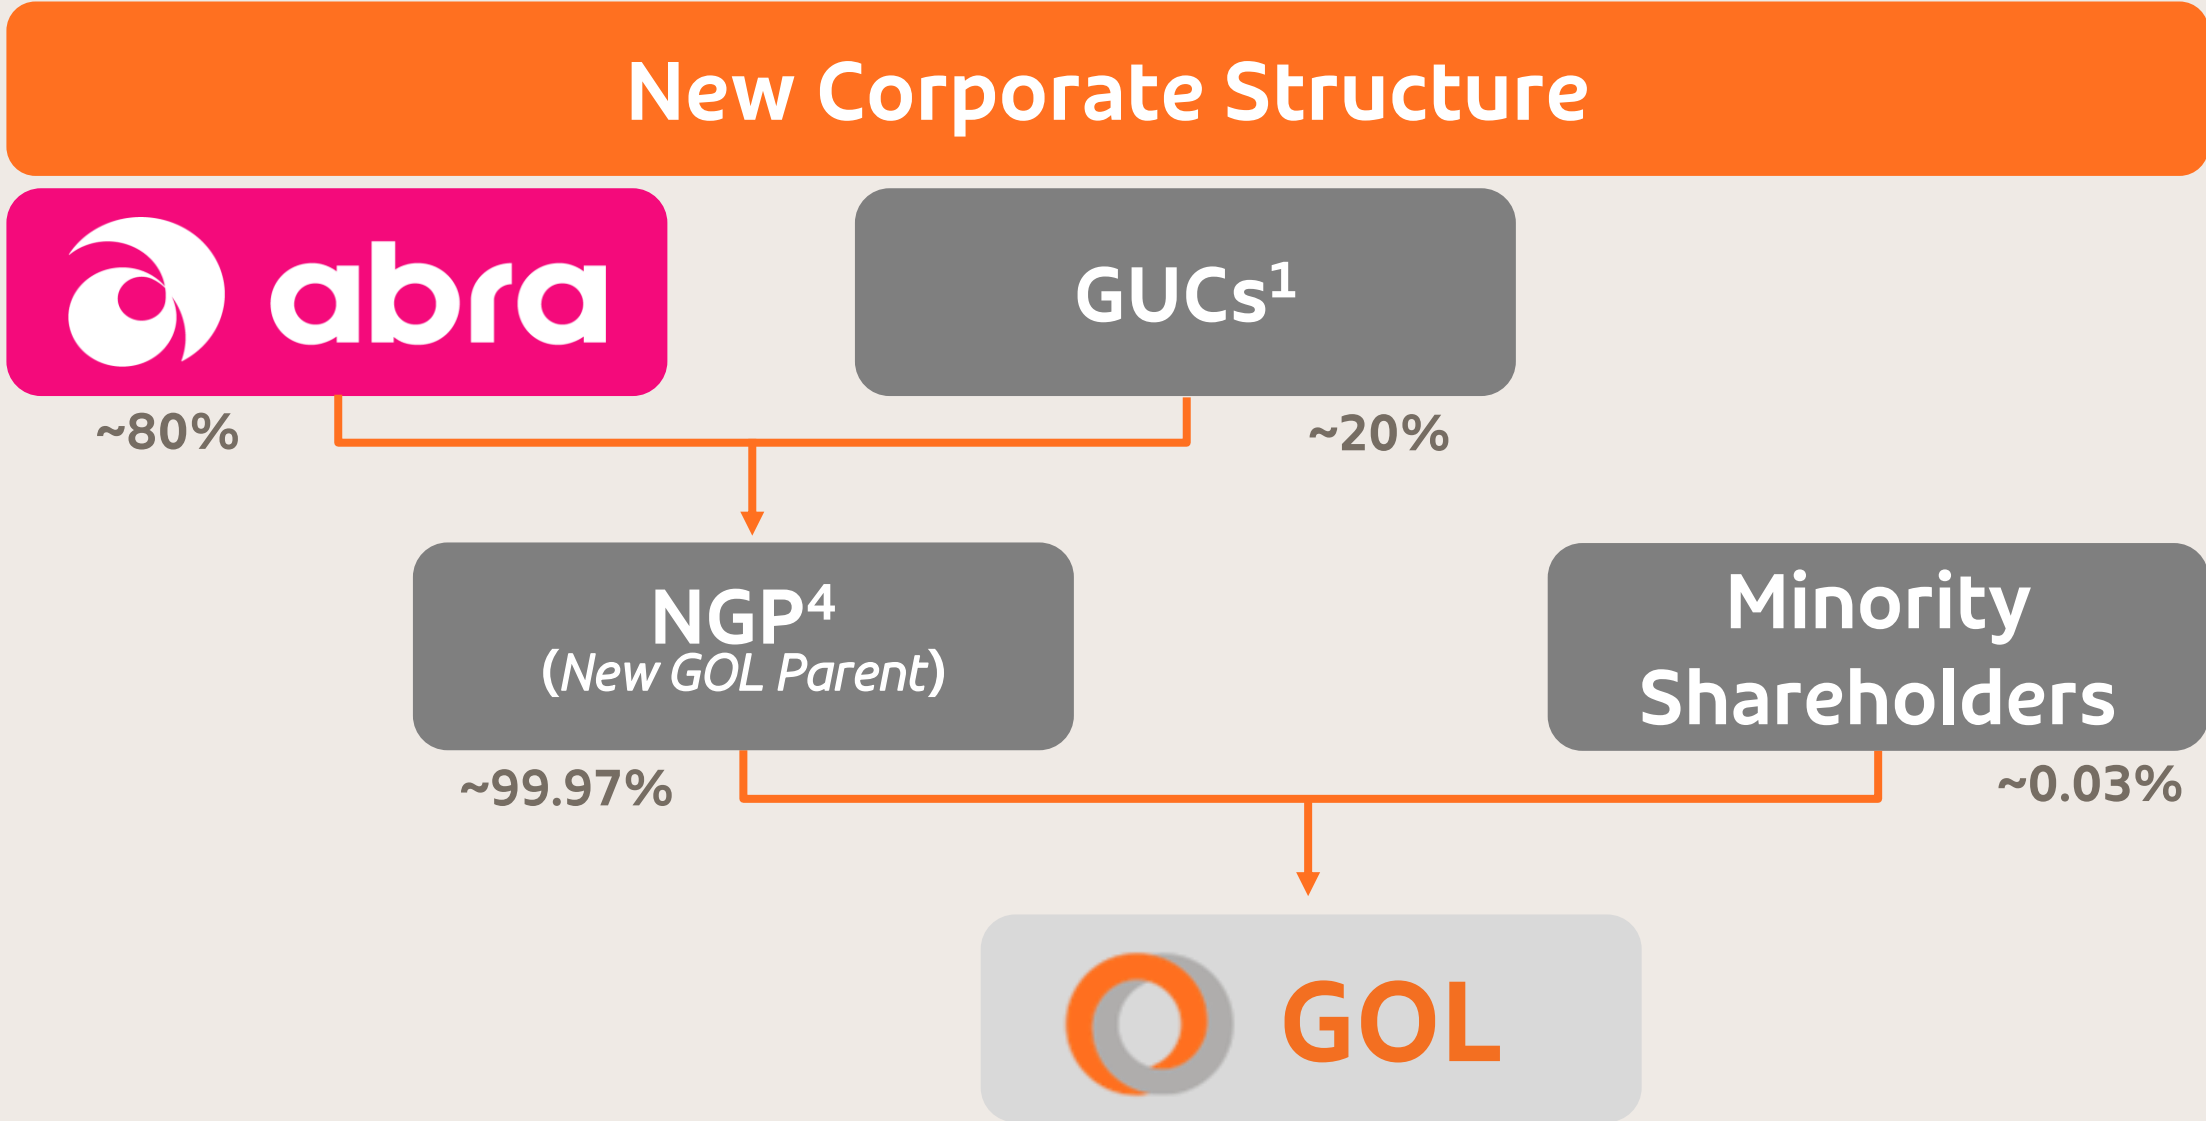 New Corporate Structure
abra
GUCs¹
~80%
~20%
NGP⁴
(New GOL Parent)
Minority
Shareholders
~99.97%
~0.03%
GOL